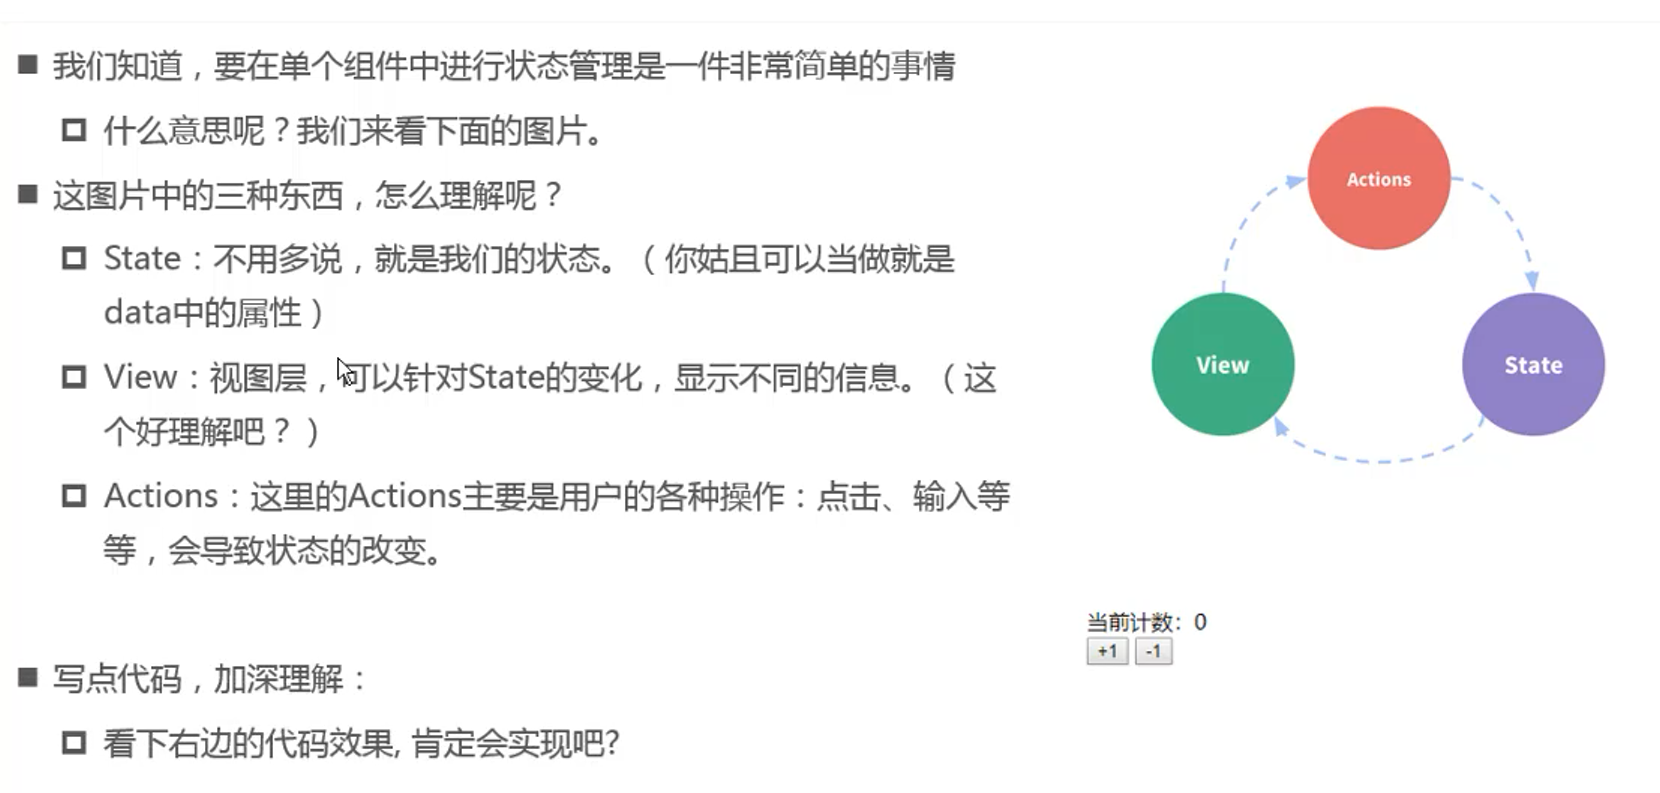 我们知道，要在单个组件中进行状态管理是一件非常简单的事情
什么意思呢？我们来看下面的图片。
这图片中的三种东西，怎么理解呢？
State：不用多说，就是我们的状态。（你姑且可以当做就是
data中的属性）
View：视图层，可以针对State的变化，显示不同的信息。（这
个好理解吧？）
Actions：这里的Actions主要是用户的各种操作：点击、输入等
等，会导致状态的改变。
写点代码，加深理解：
看下右边的代码效果, 肯定会实现吧?
Actions
View
State
当前计数：0
+1 -1